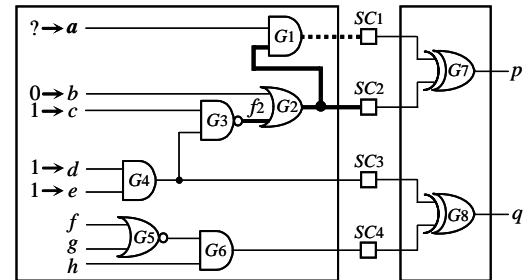 ? → a
G1
SC1
G7
p
0 → b
1 → c
f2
G2
SC2
G3
1 → d
1 → e
G4
SC3
f
g
h
G5
G6
SC4
G8
q